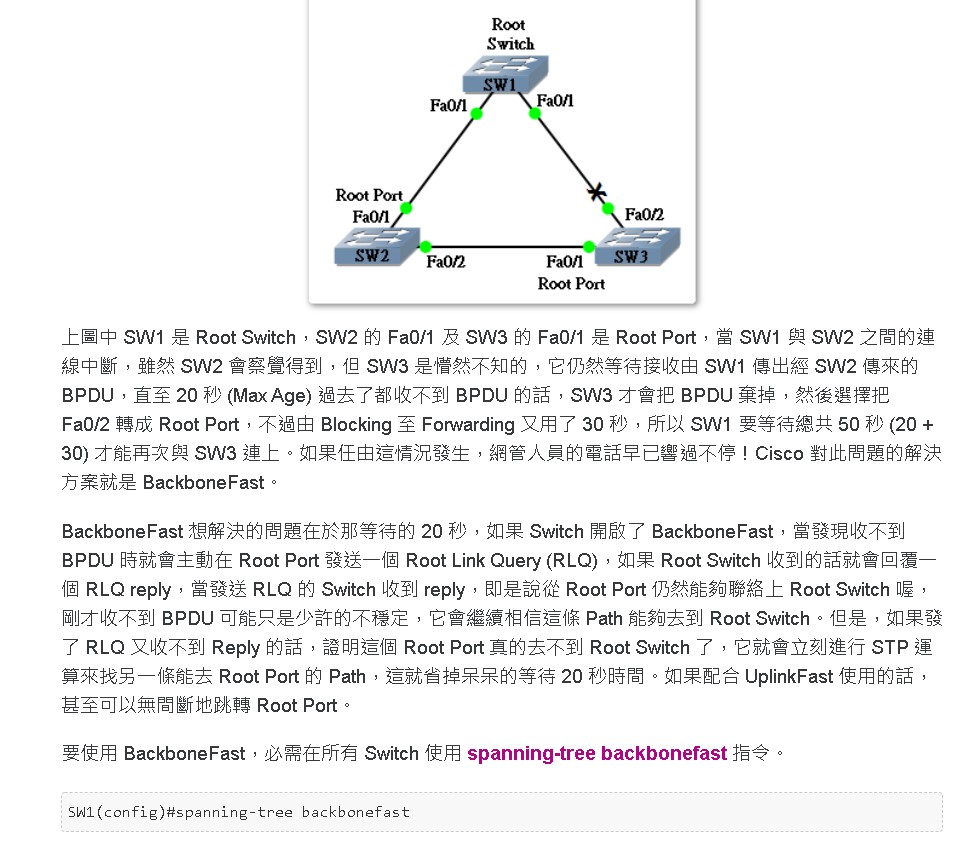 Root
Switch
SW1
Fa0/1
Fa0/1
Root Port
Fa0/1
Fa0/2
SW2
Fa0/2
Fa0/1
SW3
Root Port
上圖中 SW1 是 Root Switch，SW2 的 Fa0/1 及 SW3 的 Fa0/1 是 Root Port，當 SW1 與 SW2 之間的連
線中斷，雖然 SW2 會察覺得到，但 SW3 是懵然不知的，它仍然等待接收由 SW1 傳出經 SW2 傳來的
BPDU，直至 20 秒 (Max Age) 過去了都收不到 BPDU 的話，SW3 才會把 BPDU 棄掉，然後選擇把
Fa0/2 轉成 Root Port，不過由 Blocking 至 Forwarding 又用了 30 秒，所以 SW1 要等待總共 50 秒 (20 +
30) 才能再次與 SW3 連上。如果任由這情況發生，網管人員的電話早已響過不停！Cisco 對此問題的解決
方案就是 BackboneFast。
BackboneFast 想解決的問題在於那等待的 20 秒，如果 Switch 開啟了 BackboneFast，當發現收不到
BPDU 時就會主動在 Root Port 發送一個 Root Link Query (RLQ)，如果 Root Switch 收到的話就會回覆一
個 RLQ reply，當發送 RLQ 的 Switch 收到 reply，即是說從 Root Port 仍然能夠聯絡上 Root Switch 喔，
剛才收不到 BPDU 可能只是少許的不穩定，它會繼續相信這條 Path 能夠去到 Root Switch。但是，如果發
了 RLQ 又收不到 Reply 的話，證明這個 Root Port 真的去不到 Root Switch 了，它就會立刻進行 STP 運
算來找另一條能去 Root Port 的 Path，這就省掉呆呆的等待 20 秒時間。如果配合 UplinkFast 使用的話，
甚至可以無間斷地跳轉 Root Port。
要使用 BackboneFast，必需在所有 Switch 使用 spanning-tree backbonefast 指令。
SW1(config)#spanning-tree backbonefast